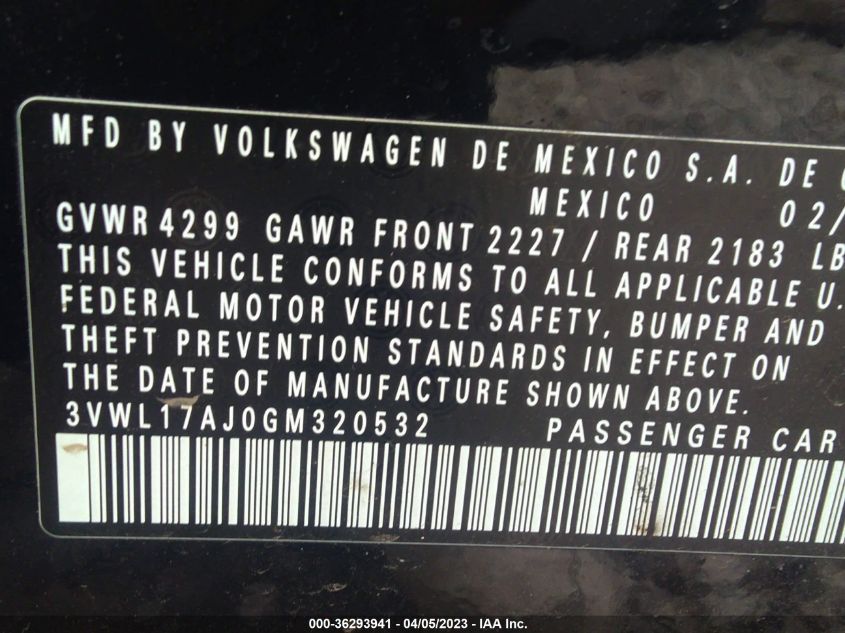 MFD BY VOLKSWAGEN DE MEXICO S.A. DE
MEXICO 02/
GVWR 4299 GAWR FRONT 2227 / REAR 2183 LB
THIS VEHICLE CONFORMS TO ALL APPLICABLE U.
FEDERAL MOTOR VEHICLE SAFETY, BUMPER AND
THEFT PREVENTION STANDARDS IN EFFECT ON
THE DATE OF MANUFACTURE SHOWN ABOVE.
3VWL17AJ0GM320532 PASSENGER CAR
000-36293941 - 04/05/2023 - IAA Inc.